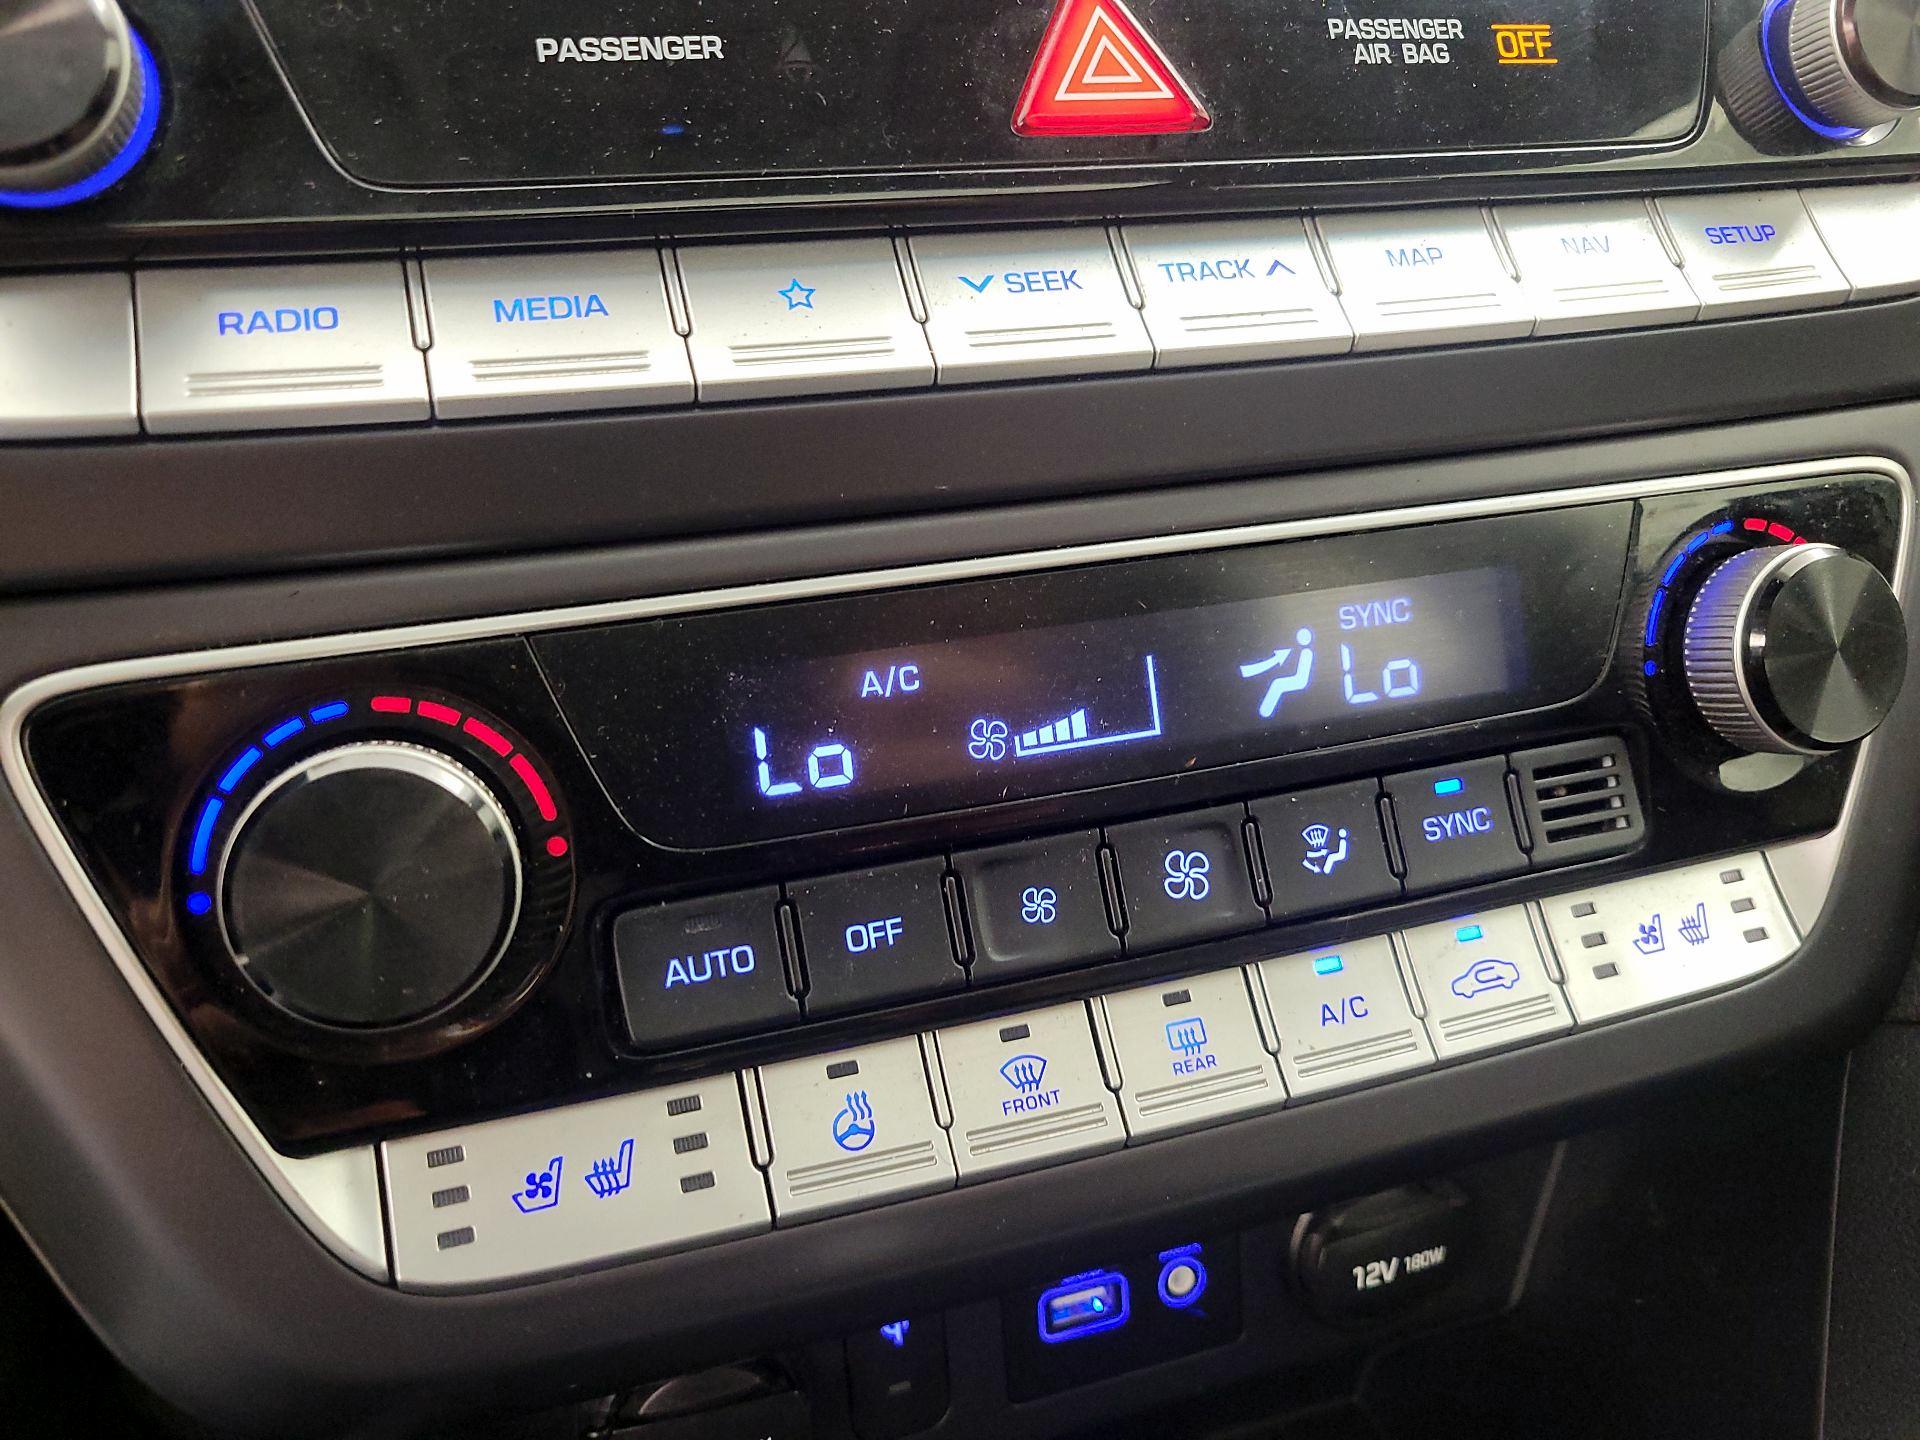 PASSENGER
PASSENGER
AIR BAG
OFF
RADIO
MEDIA
SEEK
TRACK
MAP
NAV
SETUP
A/C
Lo
SYNC
Lo
AUTO
OFF
SYNC
FRONT
REAR
A/C
12V 180W